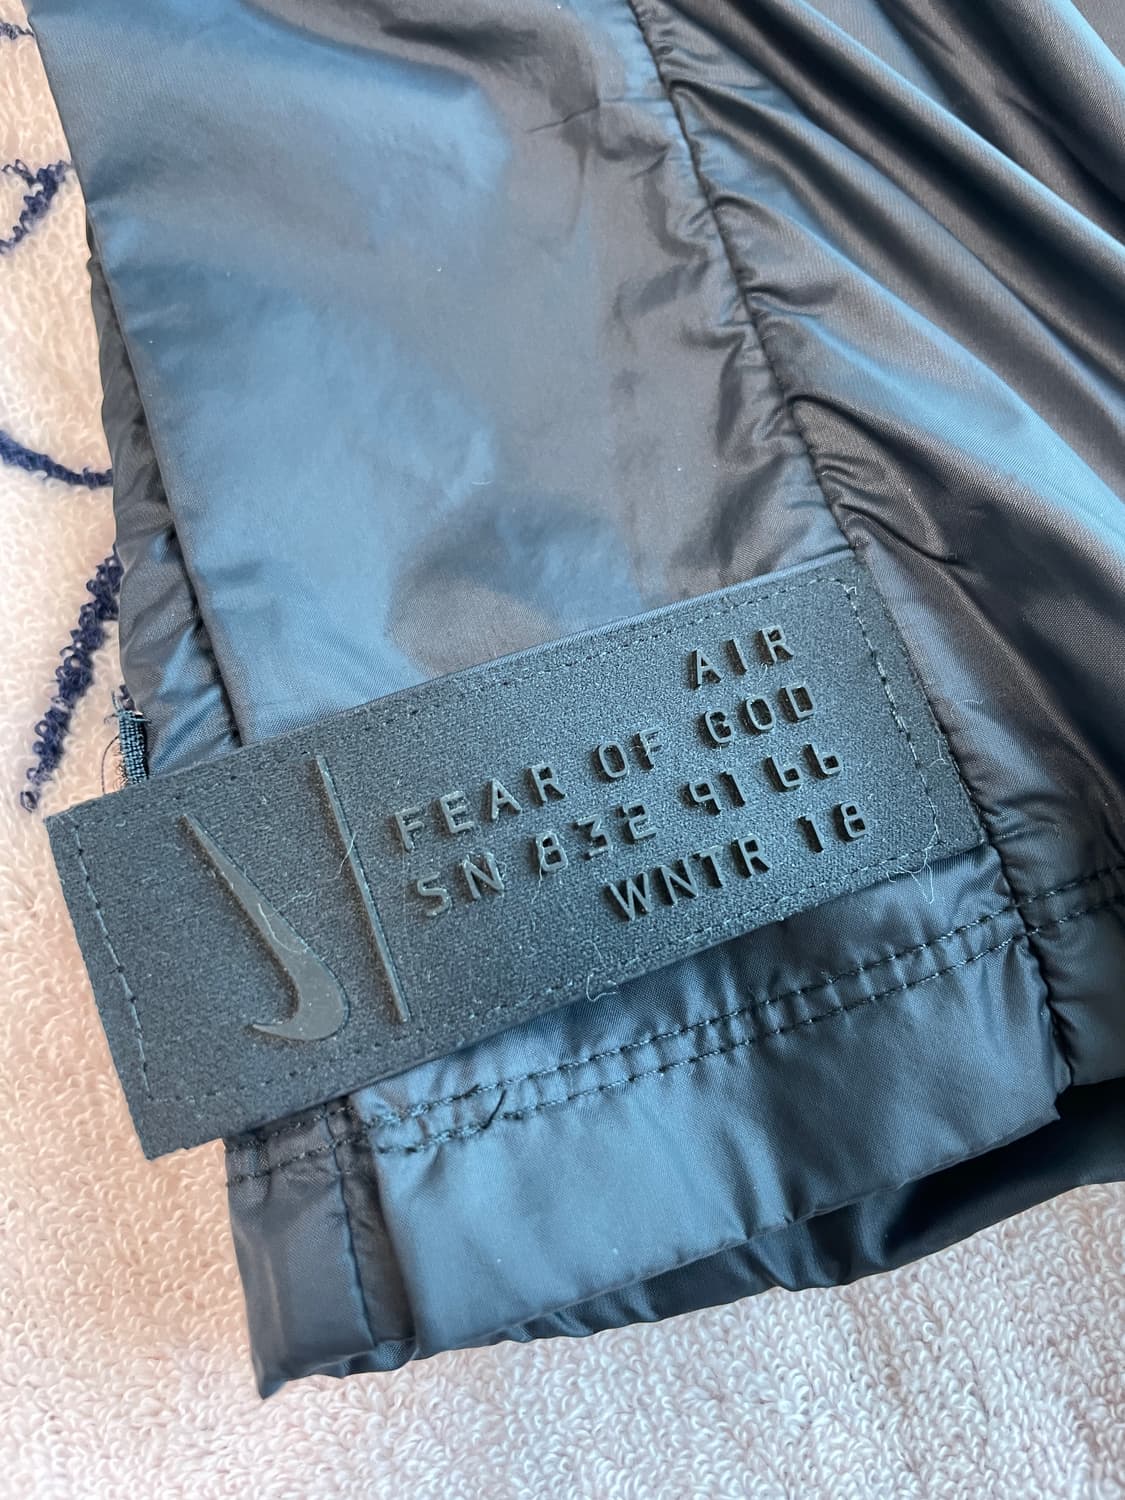 AIR
FEAR OF GOD
SN 832 91 66
WNTR 18